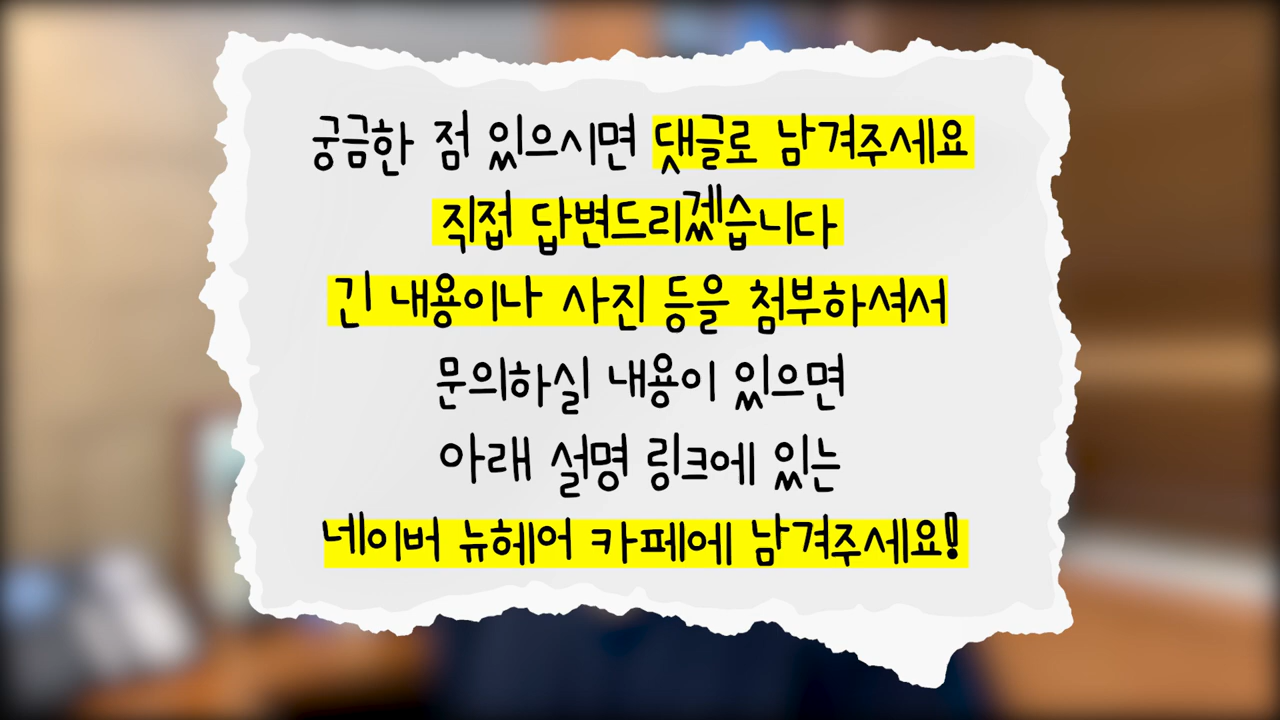 궁금한 점 있으시면 댓글로 남겨주세요
직접 답변드리겠습니다
긴 내용이나 사진 등을 첨부하셔서
문의하실 내용이 있으면
아래 설명 링크에 있는
네이버 뉴헤어 카페에 남겨주세요!